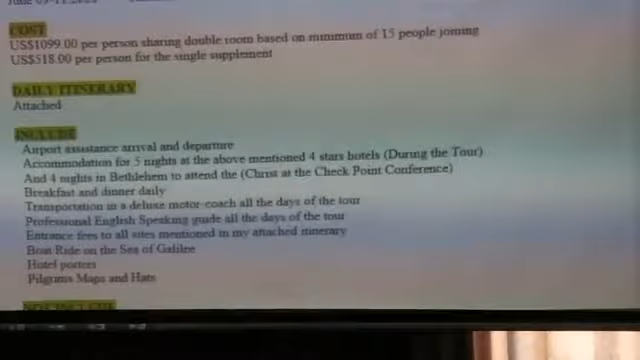 COST
US$1099.00 per person sharing double room based on minimum of 15 people joining
US$518.00 per person for the single supplement
DAILY ITINERARY
Attached
INCLUDE
Airport assistance arrival and departure
Accommodation for 5 nights at the above mentioned 4 stars hotels (During the Tour)
And 4 nights in Bethlehem to attend the (Christ at the Check Point Conference)
Breakfast and dinner daily
Transportation in a deluxe motor-coach all the days of the tour
Professional English Speaking guide all the days of the tour
Entrance fees to all sites mentioned in my attached itinerary
Boat Ride on the Sea of Galilee
Hotel porters
Pilgrims Maps and Hats